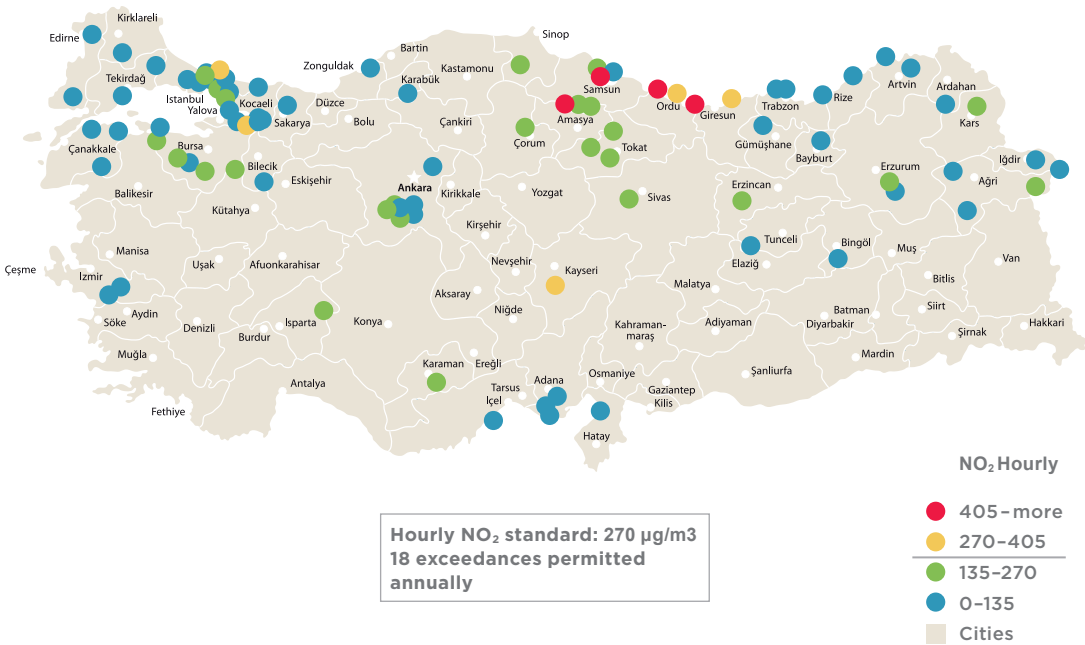 Kirklareli
Edirne
Sinop
Bartin
Zonguldak
Kastamonu
Karabük
Tekirdağ
Samsun
Artvin
Ardahan
Istanbul
Kocaeli
Yalova
Düzce
Ordu
Giresun
Trabzon
Rize
Kars
Sakarya
Bolu
Çankiri
Amasya
Çanakkale
Bursa
Çorum
Tokat
Gümüşhane
Bayburt
Bilecik
Eskişehir
Erzurum
Iğdir
Ağri
Balikesir
Ankara
Kirikkale
Yozgat
Sivas
Erzincan
Kütahya
Kirşehir
Tunceli
Bingöl
Muş
Manisa
Çeşme
Izmir
Uşak
Afuonkarahisar
Nevşehir
Kayseri
Elaziğ
Van
Malatya
Bitlis
Aksaray
Niğde
Aydin
Söke
Denizli
Isparta
Burdur
Konya
Kahraman-
maraş
Adiyaman
Batman
Diyarbakir
Siirt
Şirnak
Hakkari
Muğla
Karaman
Ereğli
Mardin
Antalya
Tarsus
Içel
Adana
Osmaniye
Gaziantep
Kilis
Şanliurfa
Fethiye
Hatay
NO₂ Hourly
405–more
270–405
135–270
0–135
Cities
Hourly NO₂ standard: 270 µg/m3
18 exceedances permitted
annually